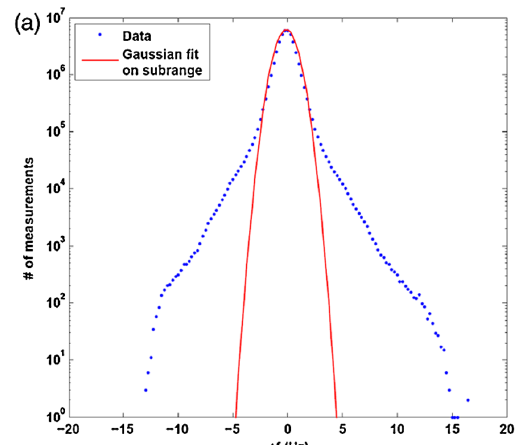 (a)
10^7
Data
Gaussian fit
on subrange
10^6
10^5
10^4
10^3
10^2
10^1
10^0
# of measurements
−20 −15 −10 −5 0 5 10 15 20